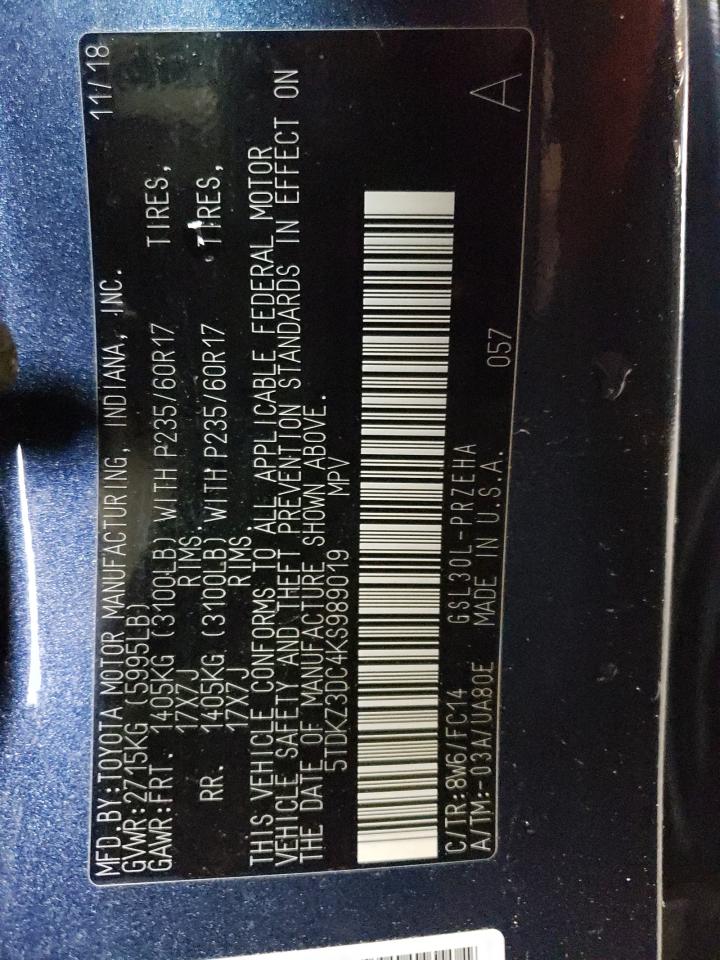 MFD.BY:TOYOTA MOTOR MANUFACTURING, INDIANA, INC. 11/18
GVWR:2715KG (5995LB)
GAWR:FRT. 1405KG (3100LB) WITH P235/60R17 TIRES,
17X7J RIMS,
RR. 1405KG (3100LB) WITH P235/60R17 TIRES,
17X7J RIMS.
THIS VEHICLE CONFORMS TO ALL APPLICABLE FEDERAL MOTOR
VEHICLE SAFETY AND THEFT PREVENTION STANDARDS IN EFFECT ON
THE DATE OF MANUFACTURE SHOWN ABOVE.
5TDKZ3DC4KS989019 MPV
C/TR:8W6/FC14 GSL30L-PRZEHA
A/TM:-03A/UA80E MADE IN U.S.A. 057 A